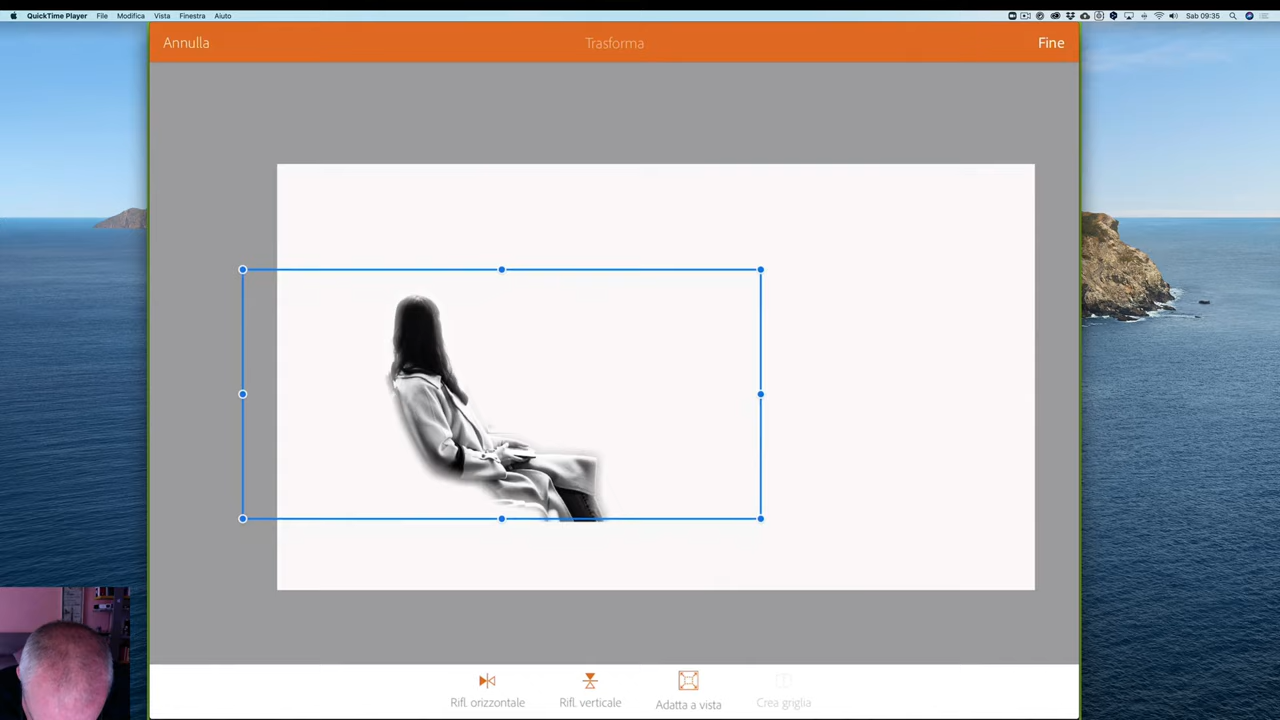 QuickTime Player File Modifica Vista Finestra Aiuto Sab 09:35
Annulla Trasforma Fine
Rifl. orizzontale Rifl. verticale Adatta a vista Crea griglia